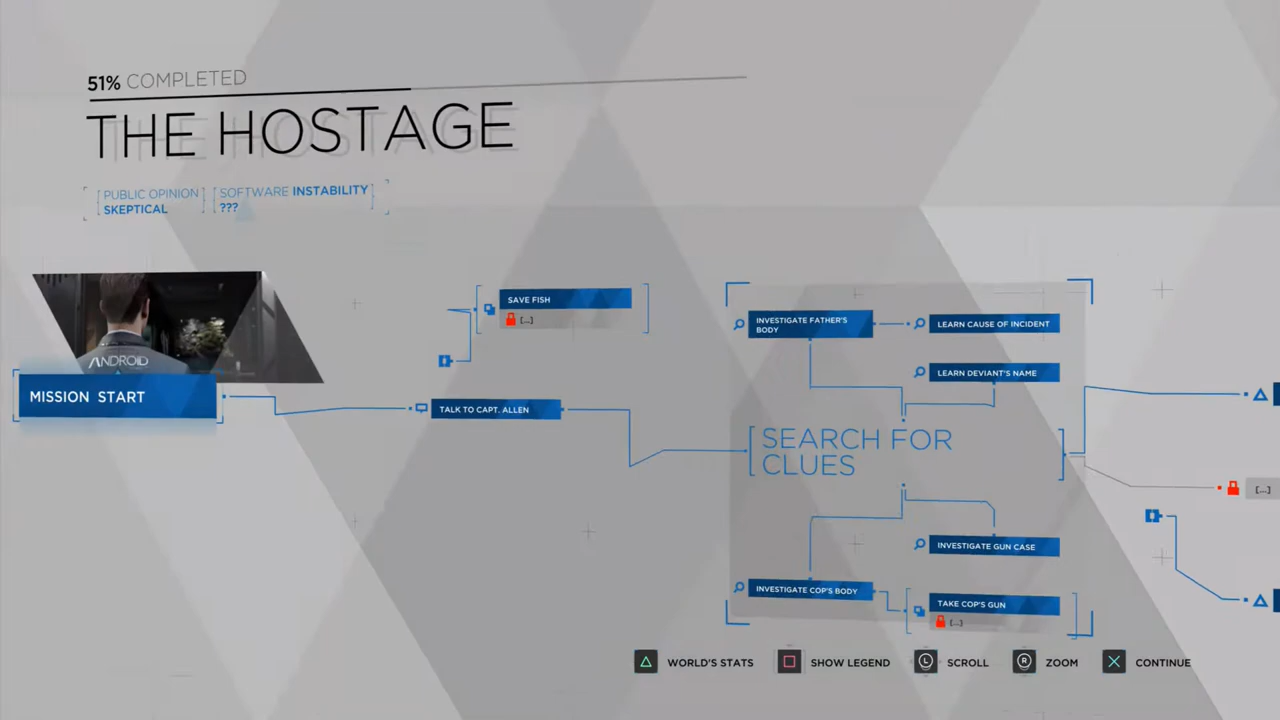 51% COMPLETED
THE HOSTAGE
PUBLIC OPINION
SKEPTICAL
SOFTWARE INSTABILITY
???
SAVE FISH
[...]
ANDROID
MISSION START
TALK TO CAPT. ALLEN
INVESTIGATE FATHER'S
BODY
LEARN CAUSE OF INCIDENT
LEARN DEVIANT'S NAME
SEARCH FOR
CLUES
[...]
INVESTIGATE GUN CASE
INVESTIGATE COP'S BODY
TAKE COP'S GUN
[...]
WORLD'S STATS
SHOW LEGEND
L
SCROLL
R
ZOOM
CONTINUE